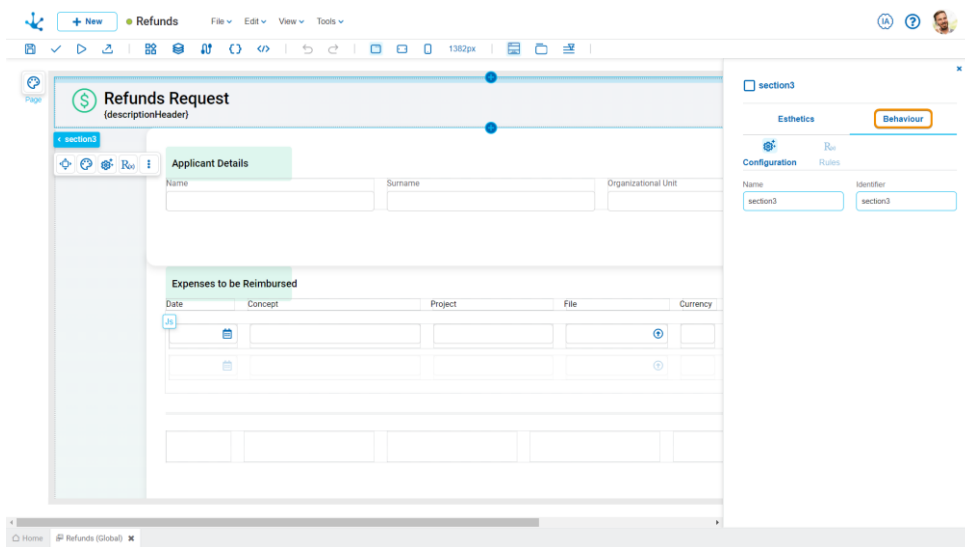 + New
Refunds
File
Edit
View
Tools
IA
?
1382px
Page
$
Refunds Request
{descriptionHeader}
section3
R(x)
Applicant Details
Name
Surname
Organizational Unit
Expenses to be Reimbursed
Date
Concept
Project
File
Currency
Js
section3
Esthetics
Behaviour
Configuration
Rules
Name
Identifier
section3
section3
Home
Refunds (Global)